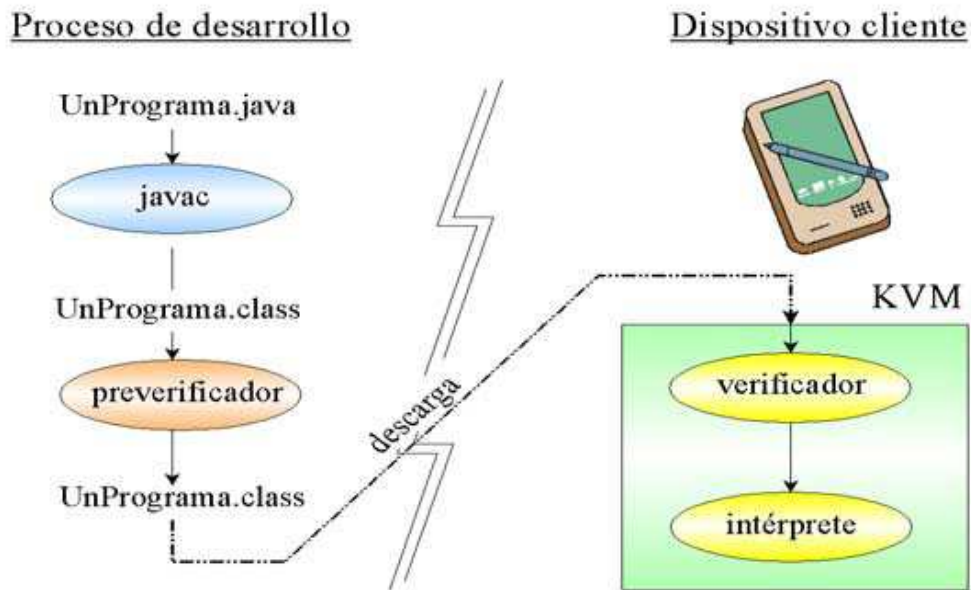 Proceso de desarrollo
UnPrograma.java
javac
UnPrograma.class
preverificador
UnPrograma.class
descarga
Dispositivo cliente
KVM
verificador
intérprete